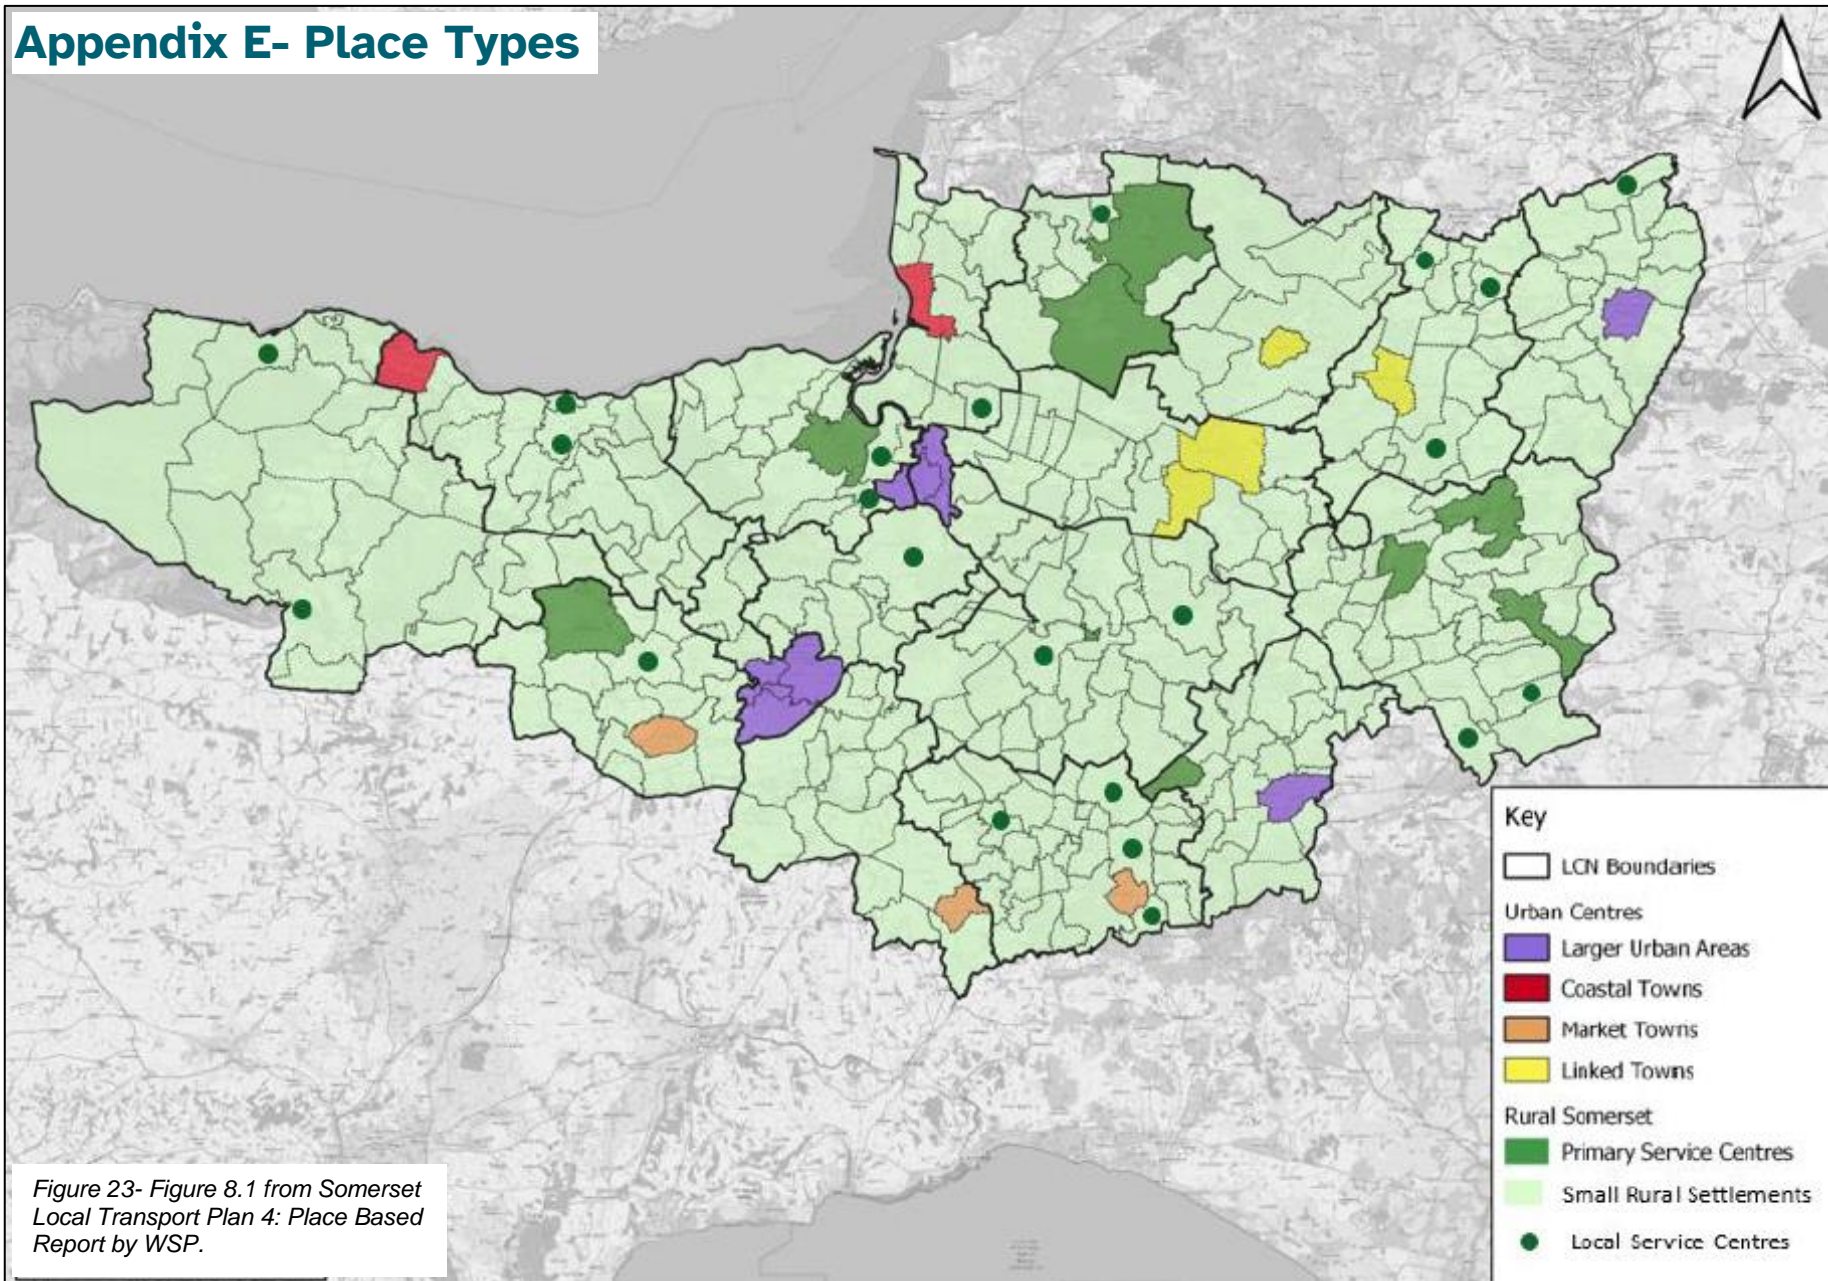 Appendix E- Place Types
Key
LCN Boundaries
Urban Centres
Larger Urban Areas
Coastal Towns
Market Towns
Linked Towns
Rural Somerset
Primary Service Centres
Small Rural Settlements
Local Service Centres
Figure 23- Figure 8.1 from Somerset
Local Transport Plan 4: Place Based
Report by WSP.